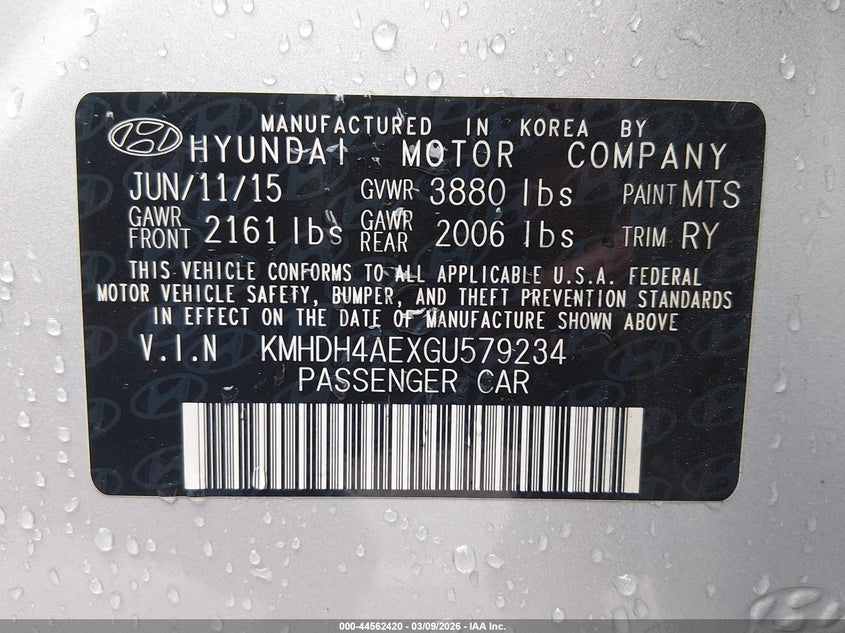 MANUFACTURED IN KOREA BY
HYUNDAI MOTOR COMPANY
JUN/11/15 GVWR 3880 lbs PAINT MTS
GAWR FRONT 2161 lbs GAWR REAR 2006 lbs TRIM RY
THIS VEHICLE CONFORMS TO ALL APPLICABLE U.S.A. FEDERAL
MOTOR VEHICLE SAFETY, BUMPER, AND THEFT PREVENTION STANDARDS
IN EFFECT ON THE DATE OF MANUFACTURE SHOWN ABOVE
V.I.N KMHDH4AEXGU579234
PASSENGER CAR
000-44562420 | 03/09/2026 - IAA Inc.